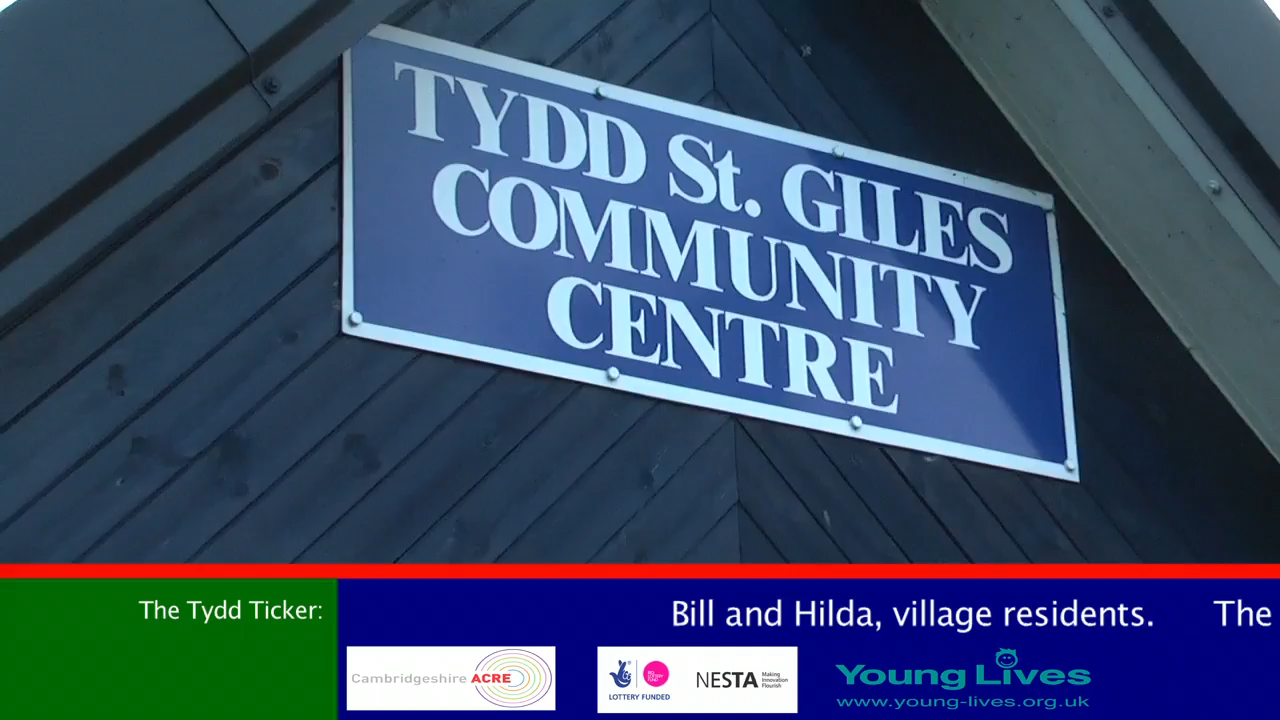 TYDD St. GILES
COMMUNITY
CENTRE
The Tydd Ticker:
Bill and Hilda, village residents. The
Cambridgeshire ACRE
LOTTERY FUNDED
NESTA
Making
Innovation
Flourish
Young Lives
www.young-lives.org.uk